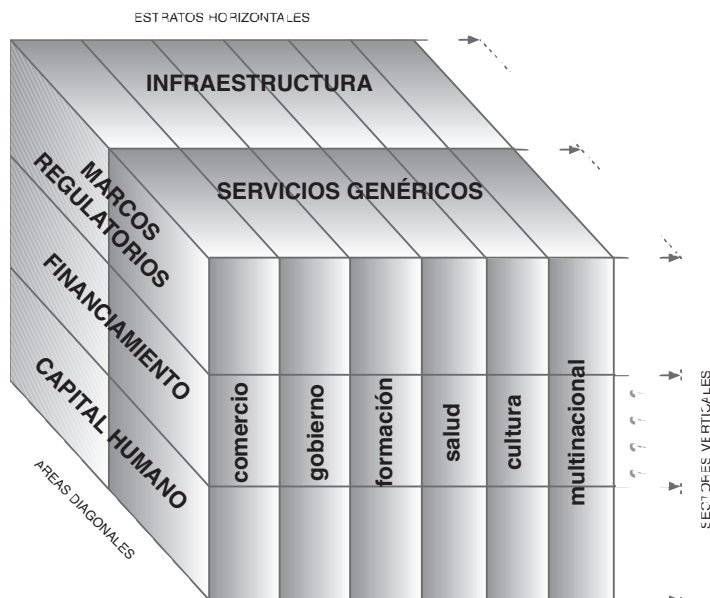 ESTRATOS HORIZONTALES
INFRAESTRUCTURA
SERVICIOS GENÉRICOS
MARCOS
REGULATORIOS
FINANCIAMIENTO
CAPITAL HUMANO
AREAS DIAGONALES
comercio
gobierno
formación
salud
cultura
multinacional
SECTORES VERTICALES